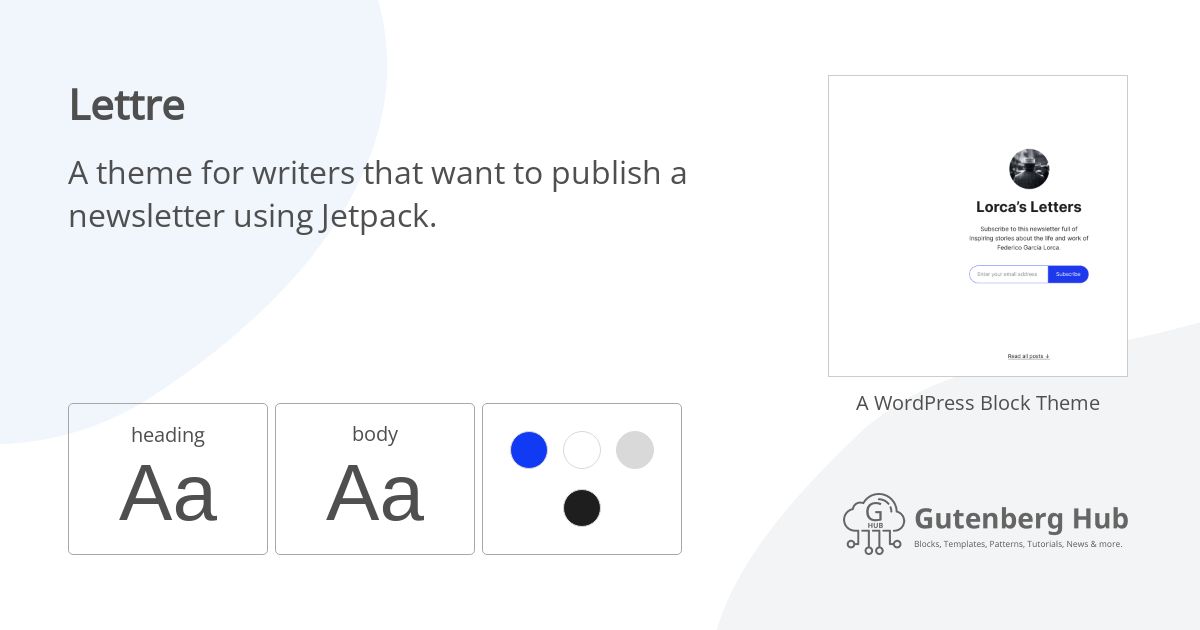 Lettre
A theme for writers that want to publish a
newsletter using Jetpack.
heading
Aa
body
Aa
Lorca's Letters
Subscribe to this newsletter full of
inspiring stories about the life and work of
Federico García Lorca.
Enter your email address
Subscribe
Read all posts ↓
A WordPress Block Theme
G
HUB
Gutenberg Hub
Blocks, Templates, Patterns, Tutorials, News & more.